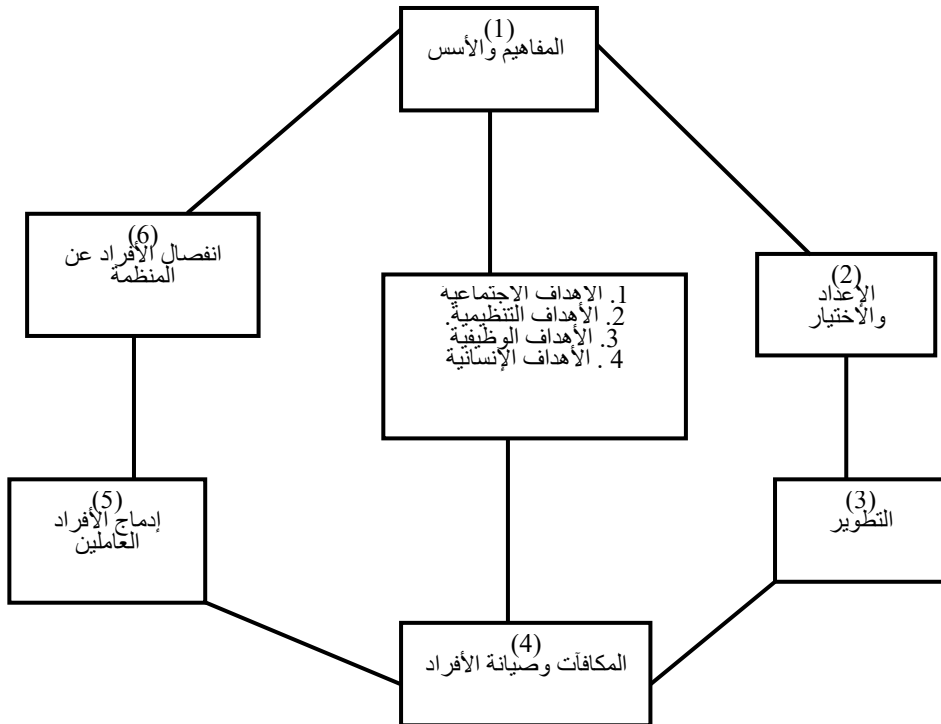 (1)
المفاهيم والأسس
(6)
انفصال الأفراد عن
المنظمة
(2)
الإعداد
والاختيار
1. الاهداف الاجتماعية
2. الأهداف التنظيمية.
3. الأهداف الوظيفية
4 . الأهداف الإنسانية
(5)
إدماج الأفراد
العاملين
(3)
التطوير
(4)
المكافآت وصيانة الأفراد